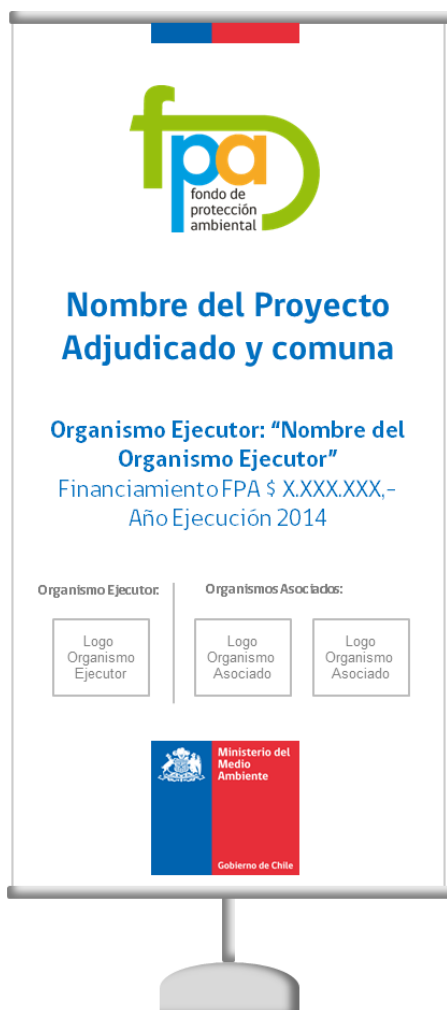 fpa
fondo de
protección
ambiental
Nombre del Proyecto
Adjudicado y comuna
Organismo Ejecutor: “Nombre del
Organismo Ejecutor”
Financiamiento FPA $ X.XXX.XXX,-
Año Ejecución 2014
Organismo Ejecutor:
Organismos Asociados:
Logo
Organismo
Ejecutor
Logo
Organismo
Asociado
Logo
Organismo
Asociado
Ministerio del
Medio
Ambiente
Gobierno de Chile